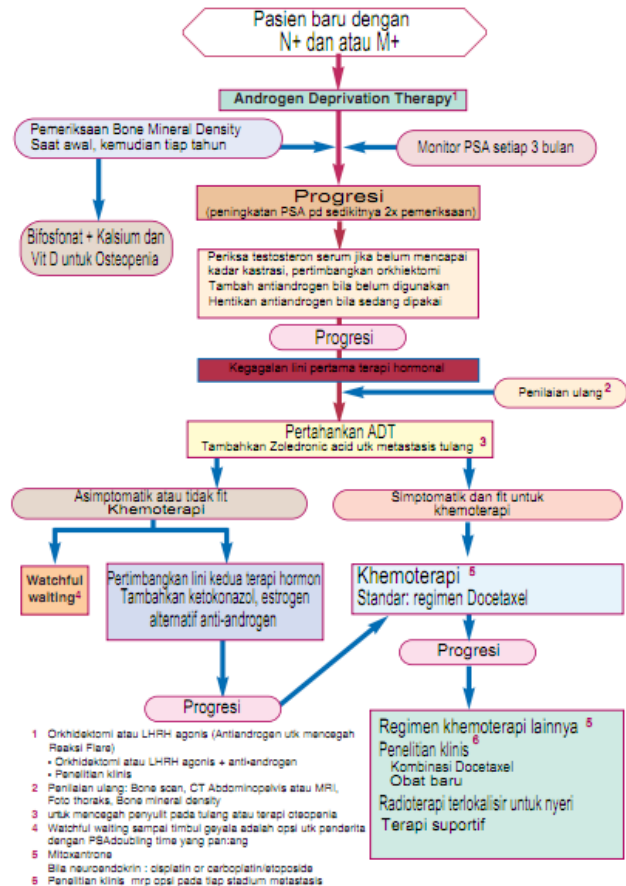 Pasien baru dengan
N+ dan atau M+
Androgen Deprivation Therapy1
Pemeriksaan Bone Mineral Density
Saat awal, kemudian tiap tahun
Monitor PSA setiap 3 bulan
Progresi
(peningkatan PSA pd sedikitnya 2x pemeriksaan)
Bifosfonat + Kalsium dan
Vit D untuk Osteopenia
Periksa testosteron serum jika belum mencapai
kadar kastrasi, pertimbangkan orkhiektomi
Tambah antiandrogen bila belum digunakan
Hentikan antiandrogen bila sedang dipakai
Progresi
Kegagalan lini pertama terapi hormonal
Penilaian ulang 2
Pertahankan ADT
Tambahkan Zoledronic acid utk metastasis tulang 3
Asimptomatik atau tidak fit
Khemoterapi
Simptomatik dan fit untuk
khemoterapi
Watchful
waiting4
Pertimbangkan lini kedua terapi hormon
Tambahkan ketokonazol, estrogen
alternatif anti-androgen
Khemoterapi 5
Standar: regimen Docetaxel
Progresi
Progresi
Regimen khemoterapi lainnya 5
Penelitian klinis 6
Kombinasi Docetaxel
Obat baru
Radioterapi terlokalisir untuk nyeri
Terapi suportif
1 Orkhidektomi atau LHRH agonis (Antiandrogen utk mencegah
Reaksi Flare)
• Orkhidektomi atau LHRH agonis + anti-androgen
• Penelitian klinis
2 Penilaian ulang: Bone scan, CT Abdominopelvis atau MRI,
Foto thoraks, Bone mineral density
3 untuk mencegah penyulit pada tulang atau terapi oteopenia
4 Watchful waiting sampai timbul geyala adalah opsi utk penderita
dengan PSAdoubling time yang pan:ang
5 Mitoxantrone
Bila neuroendokrin : cisplatin or carboplatin/etoposide
6 Penelitian klinis mrp opsi pada tiap stadium metastasis